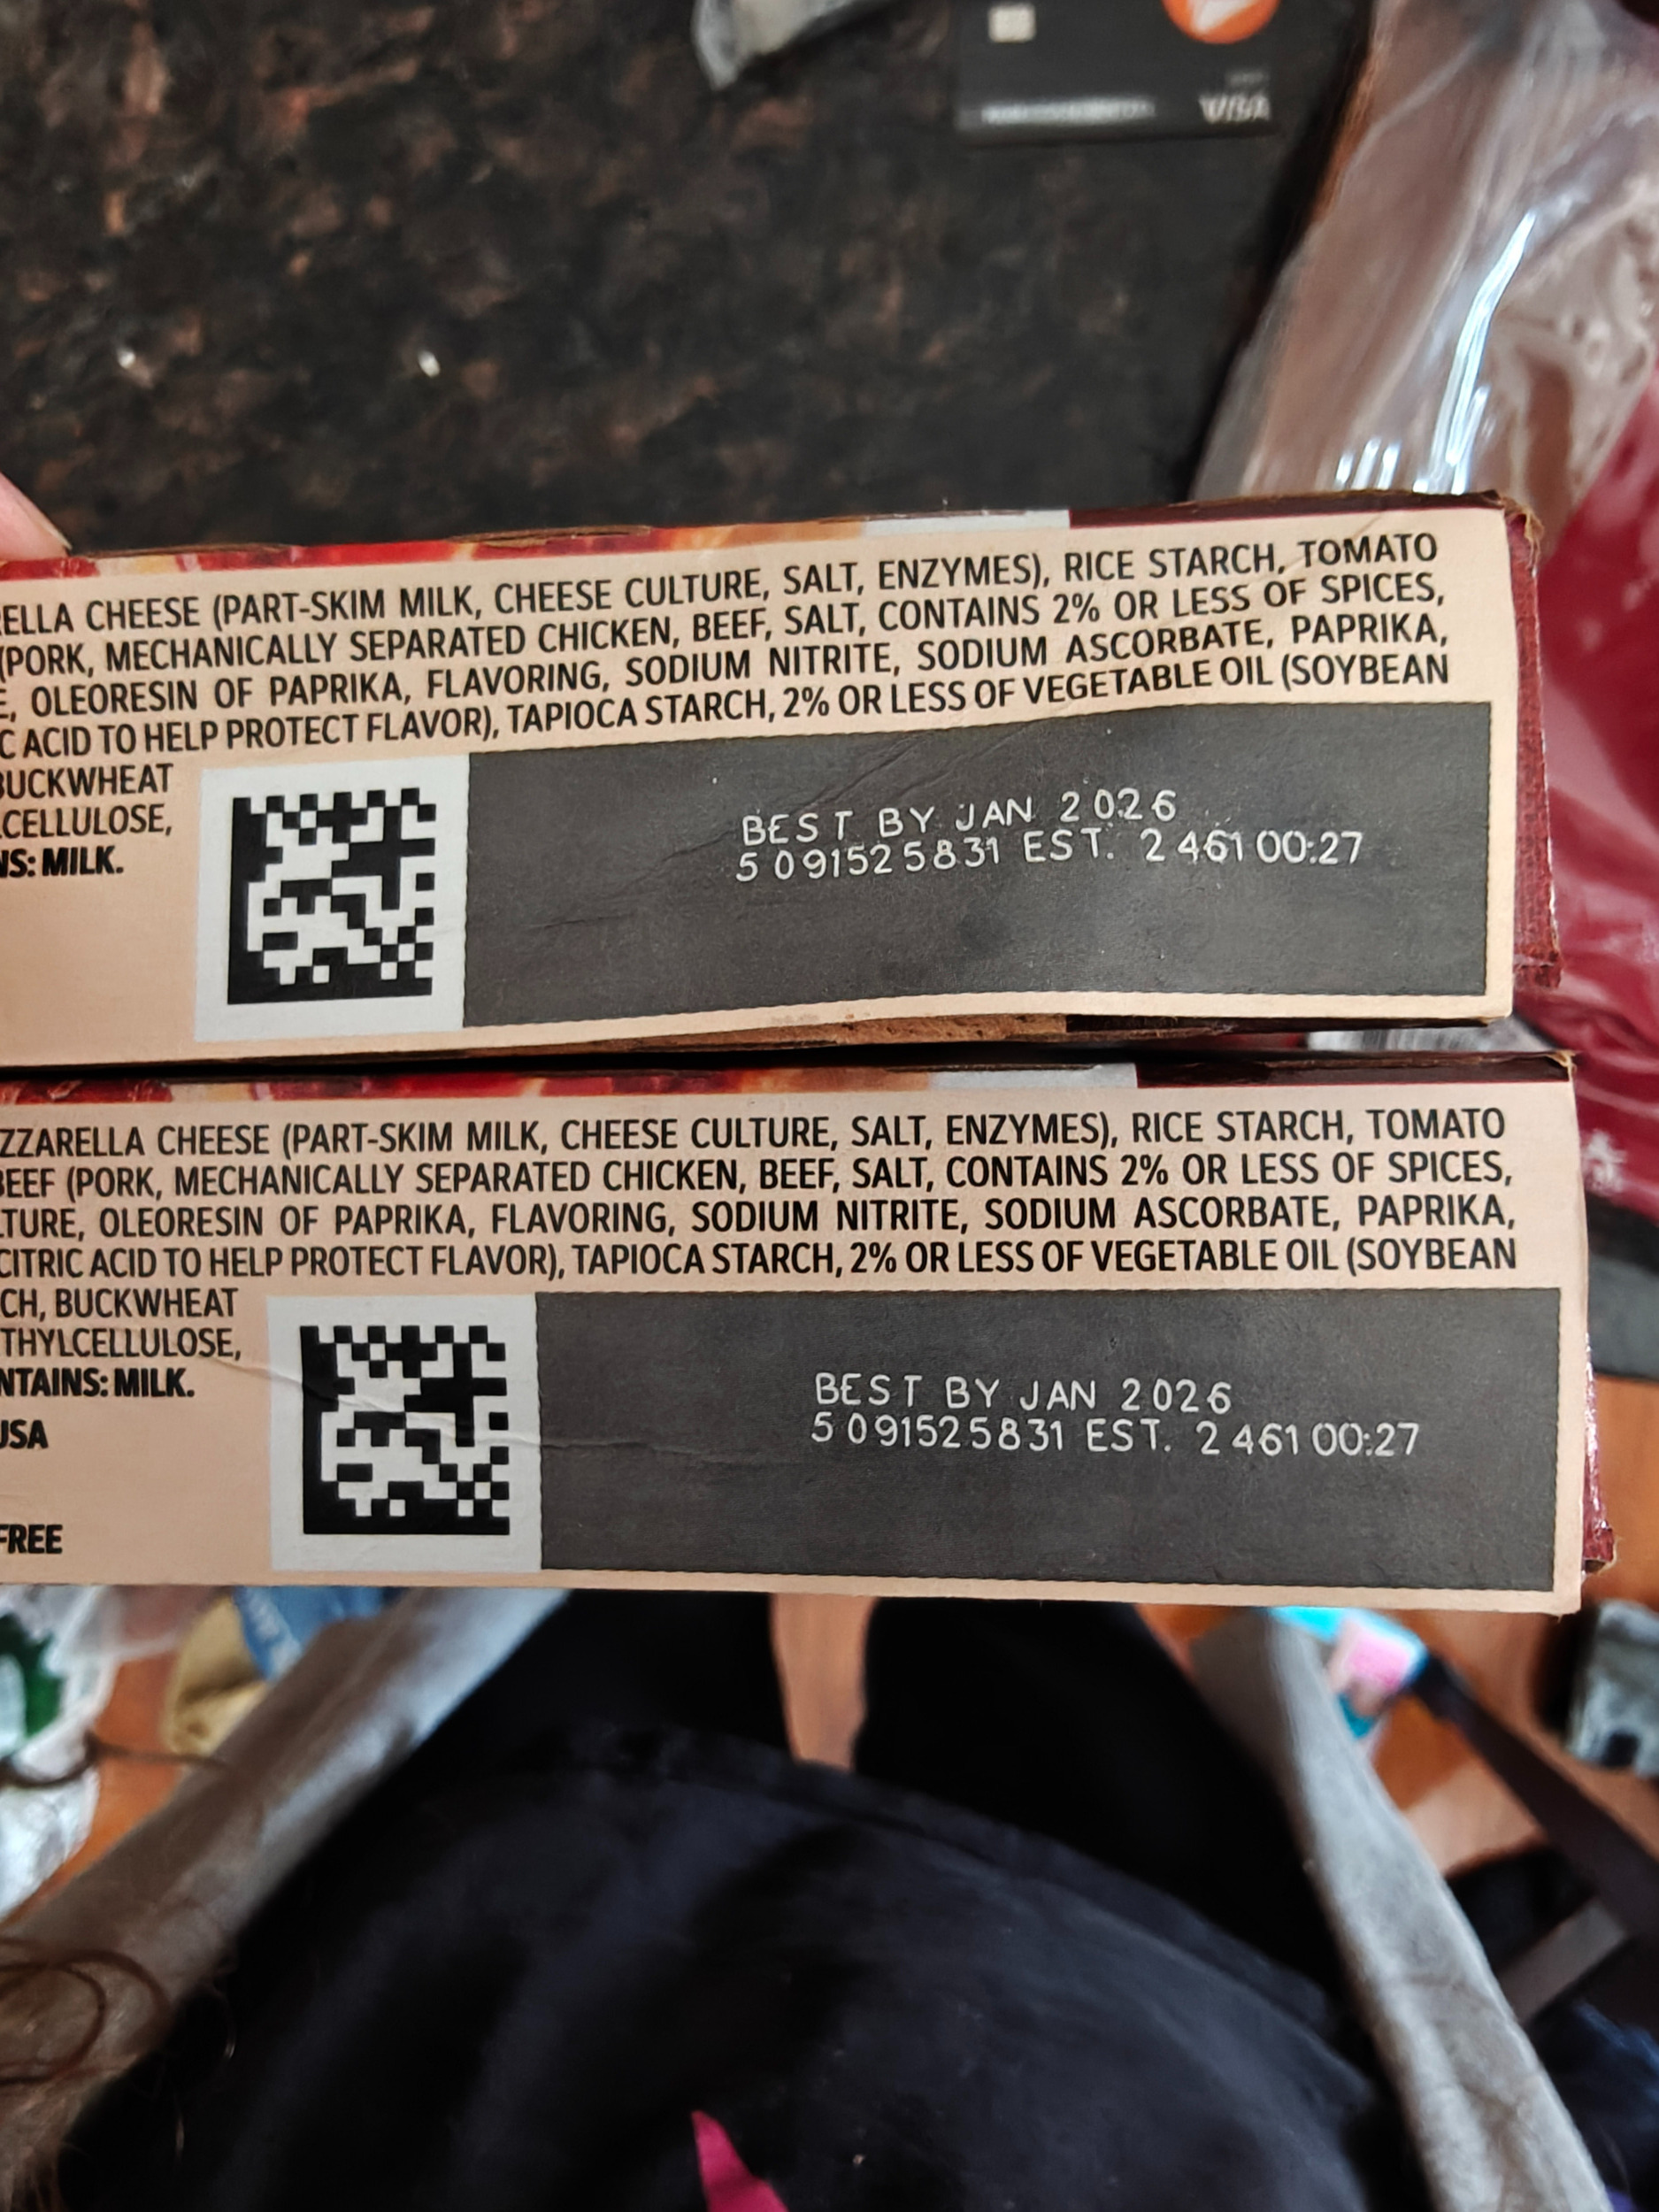 VISA
ELLA CHEESE (PART-SKIM MILK, CHEESE CULTURE, SALT, ENZYMES), RICE STARCH, TOMATO
(PORK, MECHANICALLY SEPARATED CHICKEN, BEEF, SALT, CONTAINS 2% OR LESS OF SPICES,
E, OLEORESIN OF PAPRIKA, FLAVORING, SODIUM NITRITE, SODIUM ASCORBATE, PAPRIKA,
C ACID TO HELP PROTECT FLAVOR), TAPIOCA STARCH, 2% OR LESS OF VEGETABLE OIL (SOYBEAN
BUCKWHEAT
CELLULOSE,
NS: MILK.
BEST BY JAN 2026
5091525831 EST. 2461 00:27
ZZARELLA CHEESE (PART-SKIM MILK, CHEESE CULTURE, SALT, ENZYMES), RICE STARCH, TOMATO
BEEF (PORK, MECHANICALLY SEPARATED CHICKEN, BEEF, SALT, CONTAINS 2% OR LESS OF SPICES,
LTURE, OLEORESIN OF PAPRIKA, FLAVORING, SODIUM NITRITE, SODIUM ASCORBATE, PAPRIKA,
CITRIC ACID TO HELP PROTECT FLAVOR), TAPIOCA STARCH, 2% OR LESS OF VEGETABLE OIL (SOYBEAN
CH, BUCKWHEAT
THYLCELLULOSE,
NTAINS: MILK.
USA
FREE
BEST BY JAN 2026
5091525831 EST. 2461 00:27